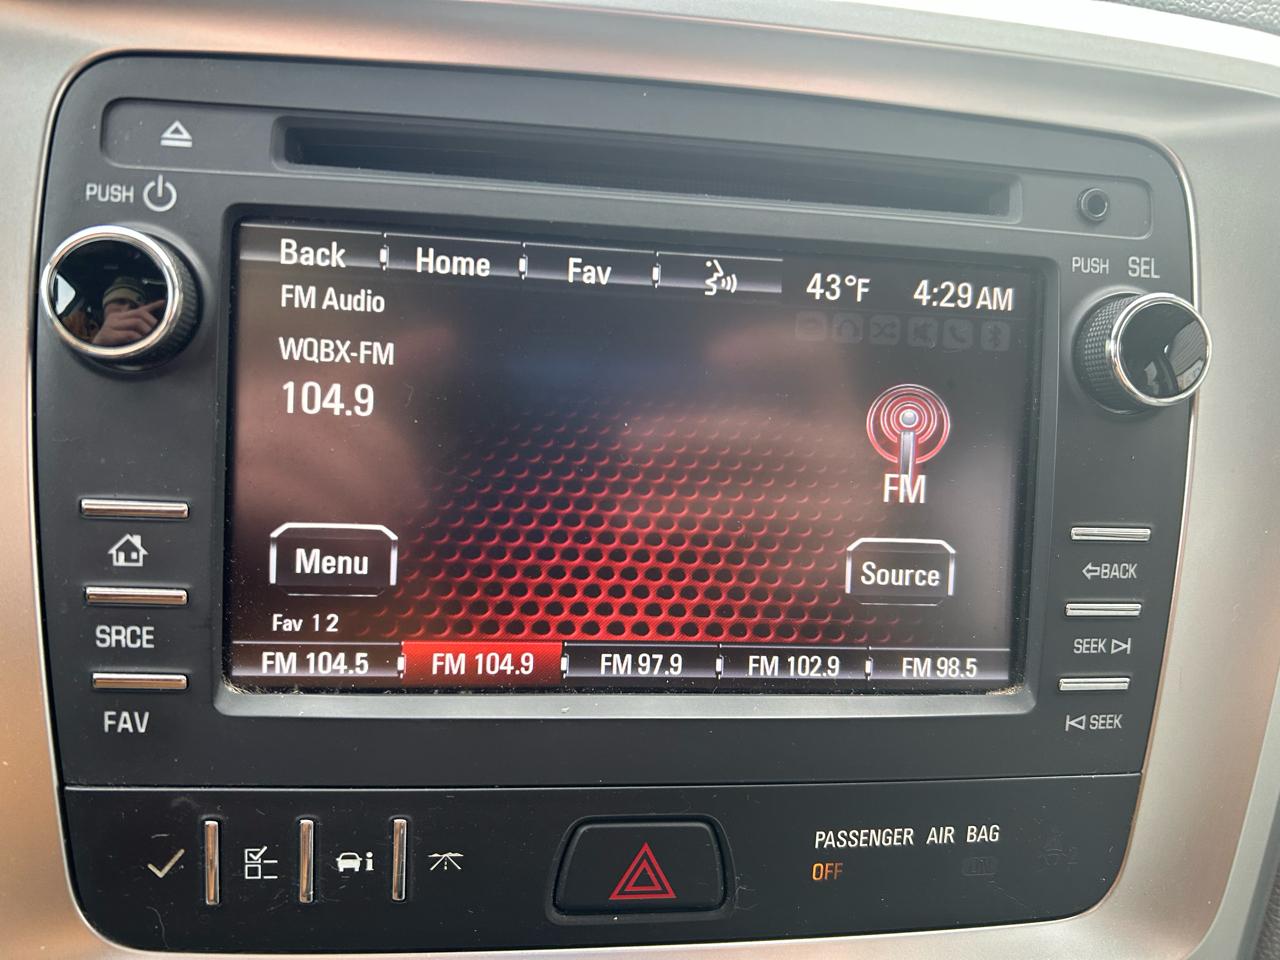 PUSH
PUSH SEL
Back Home Fav 43°F 4:29 AM
FM Audio
WQBX-FM
104.9
FM
Menu
Source
Fav 1 2
FM 104.5 FM 104.9 FM 97.9 FM 102.9 FM 98.5
SRCE
FAV
BACK
SEEK
SEEK
PASSENGER AIR BAG
OFF